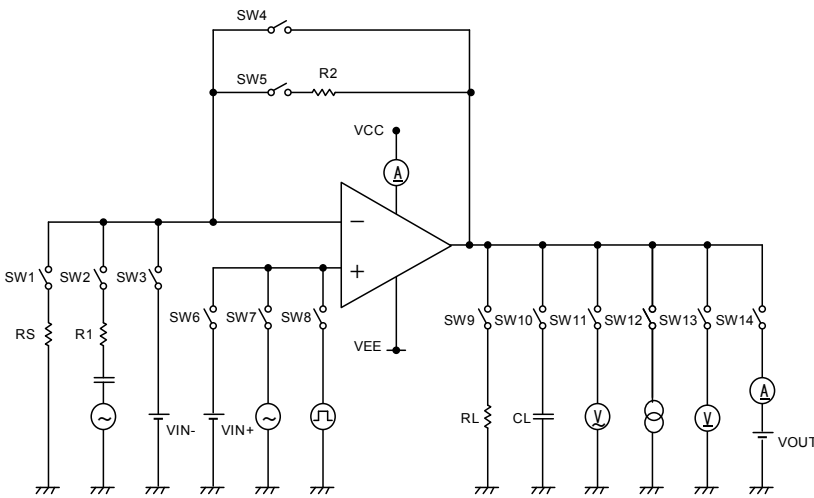 SW4
SW5
R2
VCC
A
−
+
SW1
SW2
SW3
SW6
SW7
SW8
SW9
SW10
SW11
SW12
SW13
SW14
RS
R1
VEE
A
VIN-
VIN+
RL
CL
V
V
VOUT